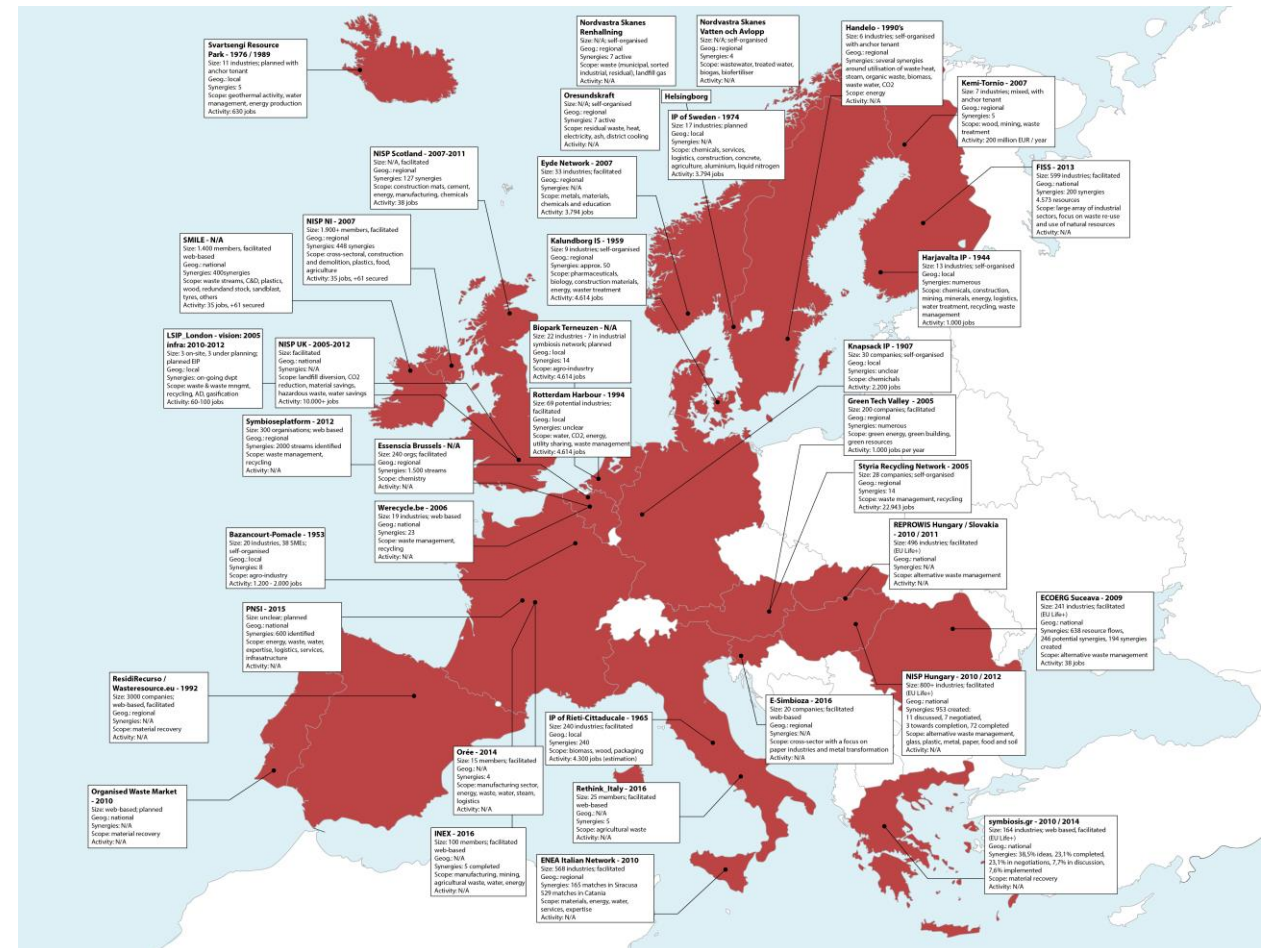 Svartsengi Resource
Park - 1976 / 1989
Size: 11 industries; planned with
anchor tenant
Geog.: local
Synergies: 5
Scope: geothermal activity, water
management, energy production
Activity: 630 jobs
Nordvastra Skanes
Renhallning
Size: N/A; self-organised
Geog.: regional
Synergies: 7 active
Scope: waste (municipal, sorted
industrial, residual), landfill gas
Activity: N/A
Nordvastra Skanes
Vatten och Avlopp
Size: N/A; self-organised
Geog.: regional
Synergies: 4
Scope: wastewater, treated water,
biogas, biofertiliser
Activity: N/A
Handelo - 1990's
Size: 6 industries; self-organised
with anchor tenant
Geog.: regional
Synergies: several synergies
around utilisation of waste heat,
steam, organic waste, biomass,
waste water, CO2
Scope: energy
Activity: N/A
Kemi-Tornio - 2007
Size: 7 industries; mixed, with
anchor tenant
Geog.: regional
Synergies: 5
Scope: wood, mining, waste
treatment
Activity: 200 million EUR / year
Oresundskraft
Size: N/A; self-organised
Geog.: regional
Synergies: 7 active
Scope: residual waste, heat,
electricity, ash, district cooling
Activity: N/A
Helsingborg
IP of Sweden - 1974
Size: 17 industries; planned
Geog.: local
Synergies: N/A
Scope: chemicals, services,
logistics, construction, concrete,
agriculture, aluminium, liquid nitrogen
Activity: 3.794 jobs
NISP Scotland - 2007-2011
Size: N/A, facilitated
Geog.: regional
Synergies: 127 synergies
Scope: construction mats, cement,
energy, manufacturing, chemicals
Activity: 38 jobs
Eyde Network - 2007
Size: 33 industries; facilitated
Geog.: regional
Synergies: N/A
Scope: metals, materials,
chemicals and education
Activity: 3.794 jobs
FISS - 2013
Size: 599 industries; facilitated
Geog.: national
Synergies: 200 synergies
4.573 resources
Scope: large array of industrial
sectors, focus on waste re-use
and use of natural resources
Activity: N/A
NISP NI - 2007
Size: 1.900+ members, facilitated
Geog.: regional
Synergies: 448 synergies
Scope: cross-sectoral, construction
and demolition, plastics, food,
agriculture
Activity: 35 jobs, +61 secured
SMILE - N/A
Size: 1.400 members, facilitated
web-based
Geog.: national
Synergies: 400synergies
Scope: waste streams, C&D, plastics,
wood, redundand stock, sandblast,
tyres, others
Activity: 35 jobs, +61 secured
Kalundborg IS - 1959
Size: 9 industries; self-organised
Geog.: regional
Synergies: approx. 50
Scope: pharmaceuticals,
biology, construction materials,
energy, waster treatment
Activity: 4.614 jobs
Harjavalta IP - 1944
Size: 13 industries; self-organised
Geog.: local
Synergies: numerous
Scope: chemicals, construction,
mining, minerals, energy, logistics,
water treatment, recycling, waste
management
Activity: 1.000 jobs
LSIP_London - vision: 2005
infra: 2010-2012
Size: 3 on-site, 3 under planning;
planned EIP
Geog.: local
Synergies: on-going dvpt
Scope: waste & waste mngmt,
recycling, AD, gasification
Activity: 60-100 jobs
NISP UK - 2005-2012
Size: facilitated
Geog.: national
Synergies: N/A
Scope: landfill diversion, CO2
reduction, material savings,
hazardous waste, water savings
Activity: 10.000+ jobs
Biopark Terneuzen - N/A
Size: 22 industries - 7 in industrial
symbiosis network; planned
Geog.: local
Synergies: 14
Scope: agro-industry
Activity: 4.614 jobs
Knapsack IP - 1907
Size: 30 companies; self-organised
Geog.: local
Synergies: unclear
Scope: chemichals
Activity: 2,200 jobs
Rotterdam Harbour - 1994
Size: 69 potential industries;
facilitated
Geog.: local
Synergies: unclear
Scope: water, CO2, energy,
utility sharing, waste management
Activity: 4.614 jobs
Green Tech Valley - 2005
Size: 200 companies; facilitated
Geog.: regional
Synergies: numerous
Scope: green energy, green building,
green resources
Activity: 1.000 jobs per year
Symbioseplatform - 2012
Size: 300 organisations; web based
Geog.: regional
Synergies: 2000 streams identified
Scope: waste management,
recycling
Activity: N/A
Essenscia Brussels - N/A
Size: 240 orgs; facilitated
Geog.: regional
Synergies: 1.500 streams
Scope: chemistry
Activity: N/A
Styria Recycling Network - 2005
Size: 28 companies; self-organised
Geog.: regional
Synergies: 14
Scope: waste management, recycling
Activity: 22.943 jobs
Werecycle.be - 2006
Size: 19 industries; web based
Geog.: national
Synergies: 23
Scope: waste management,
recycling
Activity: N/A
REPROWIS Hungary / Slovakia
- 2010 / 2011
Size: 496 industries; facilitated
(EU Life+)
Geog.: national
Synergies: N/A
Scope: alternative waste management
Activity: N/A
Bazancourt-Pomacle - 1953
Size: 20 industries, 38 SMEs;
self-organised
Geog.: local
Synergies: 8
Scope: agro-industry
Activity: 1.200 - 2.000 jobs
PNSI - 2015
Size: unclear; planned
Geog.: national
Synergies: 600 identified
Scope: energy, waste, water,
expertise, logistics, services,
infrasatructure
Activity: N/A
ECOERG Suceava - 2009
Size: 241 industries; facilitated
(EU Life+)
Geog.: national
Synergies: 638 resource flows,
246 potential synergies, 194 synergies
created
Scope: alternative waste management
Activity: 38 jobs
ResidiRecurso /
Wasteresource.eu - 1992
Size: 3000 companies;
web-based, facilitated
Geog.: regional
Synergies: N/A
Scope: material recovery
Activity: N/A
NISP Hungary - 2010 / 2012
Size: 800+ industries; facilitated
(EU Life+)
Geog.: national
Synergies: 953 created:
11 discussed, 7 negotiated,
3 towards completion, 72 completed
Scope: alternative waste management,
glass, plastic, metal, paper, food and soil
Activity: N/A
E-Simbioza - 2016
Size: 20 companies; facilitated
web-based
Geog.: regional
Synergies: N/A
Scope: cross-sector with a focus on
paper industries and metal transformation
Activity: N/A
IP of Rieti-Cittaducale - 1965
Size: 240 industries; facilitated
Geog.: local
Synergies: 240
Scope: biomass, wood, packaging
Activity: 4.300 jobs (estimation)
Orée - 2014
Size: 15 members; facilitated
Geog.: N/A
Synergies: 4
Scope: manufacturing sector,
energy, waste, water, steam,
logistics
Activity: N/A
Rethink_Italy - 2016
Size: 25 members; facilitated
web-based
Geog.: N/A
Synergies: 5
Scope: agricultural waste
Activity: N/A
Organised Waste Market
- 2010
Size: web-based; planned
Geog.: national
Synergies: N/A
Scope: material recovery
Activity: N/A
symbiosis.gr - 2010 / 2014
Size: 164 industries; web based, facilitated
(EU Life+)
Geog.: national
Synergies: 38,5% ideas, 23,1% completed,
23,1% in negotiations, 7,7% in discussion,
7,6% implemented
Scope: material recovery
Activity: N/A
INEX - 2016
Size: 100 members; facilitated
web-based
Geog.: N/A
Synergies: 5 completed
Scope: manufacturing, mining,
agricultural waste, water, energy
Activity: N/A
ENEA Italian Network - 2010
Size: 568 industries; facilitated
Geog.: regional
Synergies: 165 matches in Siracusa
529 matches in Catania
Scope: materials, energy, water,
services, expertise
Activity: N/A